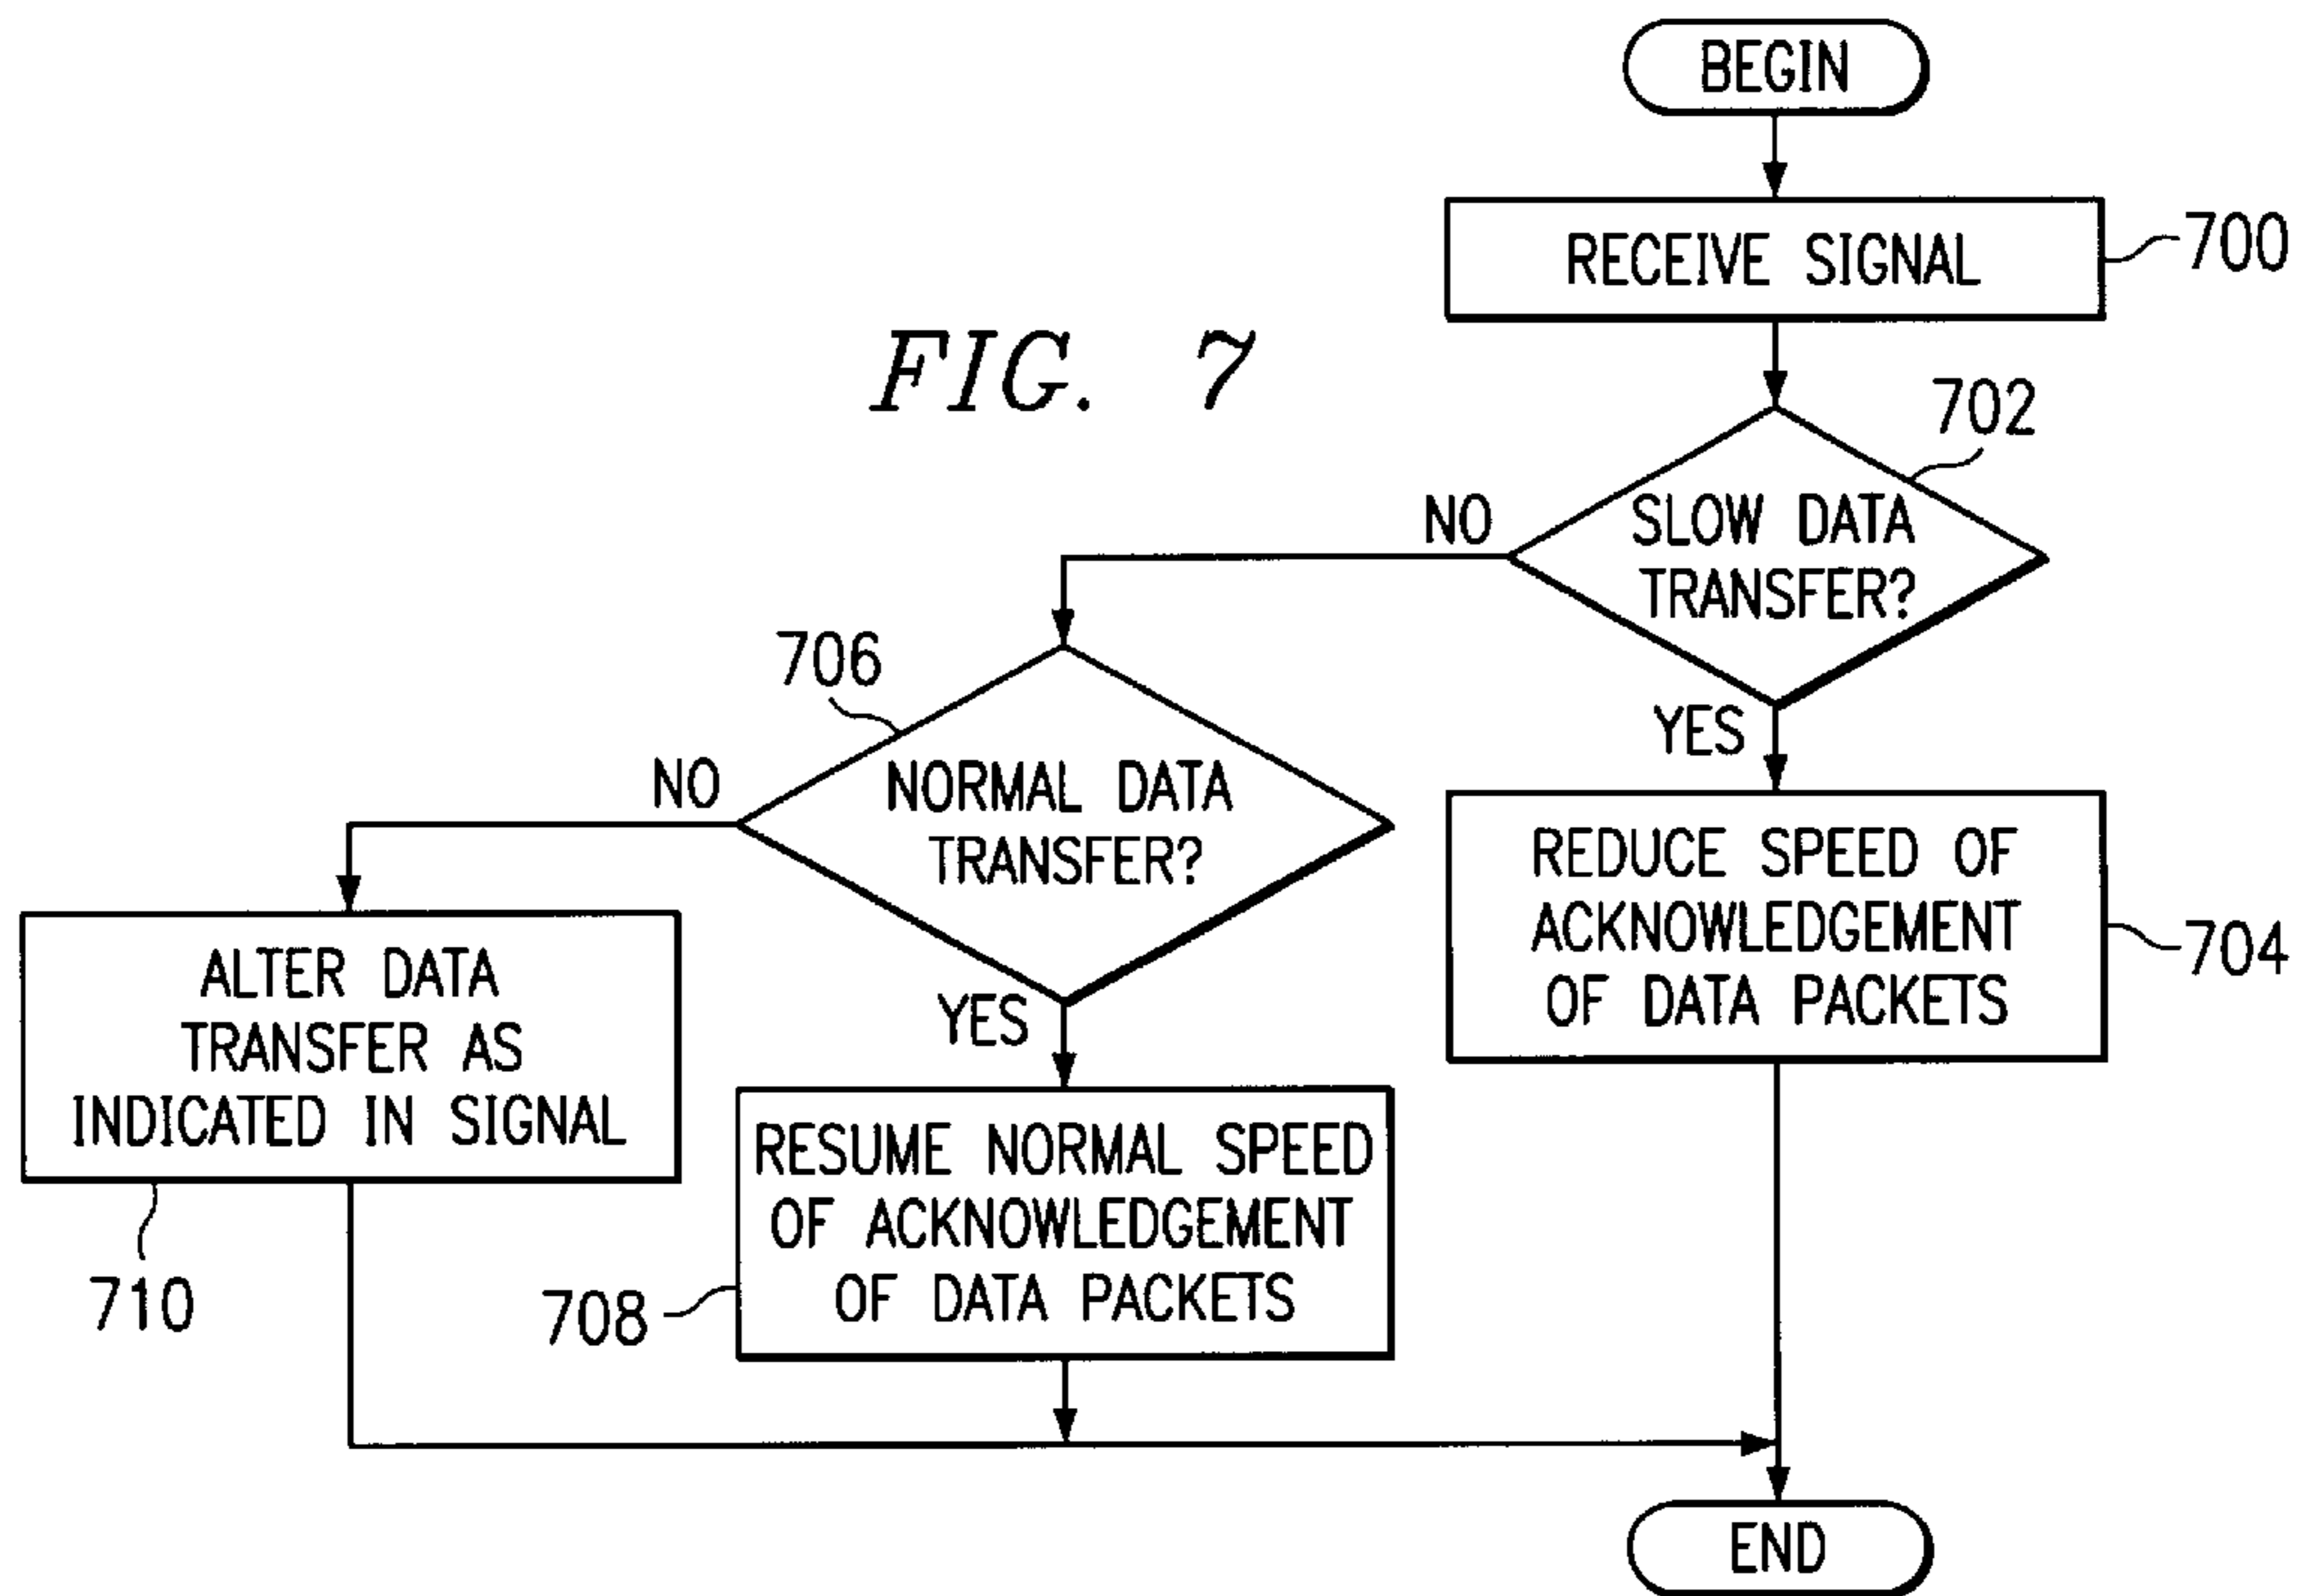 BEGIN
RECEIVE SIGNAL
700
FIG. 7
702
SLOW DATA
TRANSFER?
NO
YES
706
NORMAL DATA
TRANSFER?
NO
YES
REDUCE SPEED OF
ACKNOWLEDGEMENT
OF DATA PACKETS
704
ALTER DATA
TRANSFER AS
INDICATED IN SIGNAL
710
RESUME NORMAL SPEED
OF ACKNOWLEDGEMENT
OF DATA PACKETS
708
END